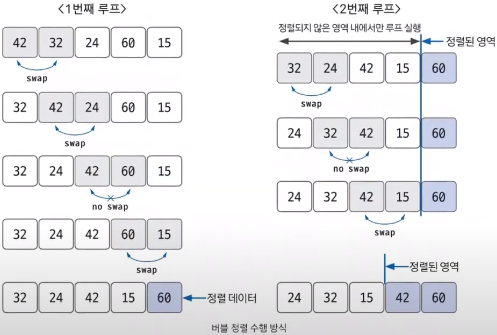 <1번째 루프>
42 32 24 60 15
swap
32 42 24 60 15
swap
32 24 42 60 15
no swap
32 24 42 60 15
swap
32 24 42 15 60
정렬 데이터
<2번째 루프>
정렬되지 않은 영역 내에서만 루프 실행
정렬된 영역
32 24 42 15 60
swap
24 32 42 15 60
no swap
24 32 42 15 60
swap
정렬된 영역
24 32 15 42 60
버블 정렬 수행 방식